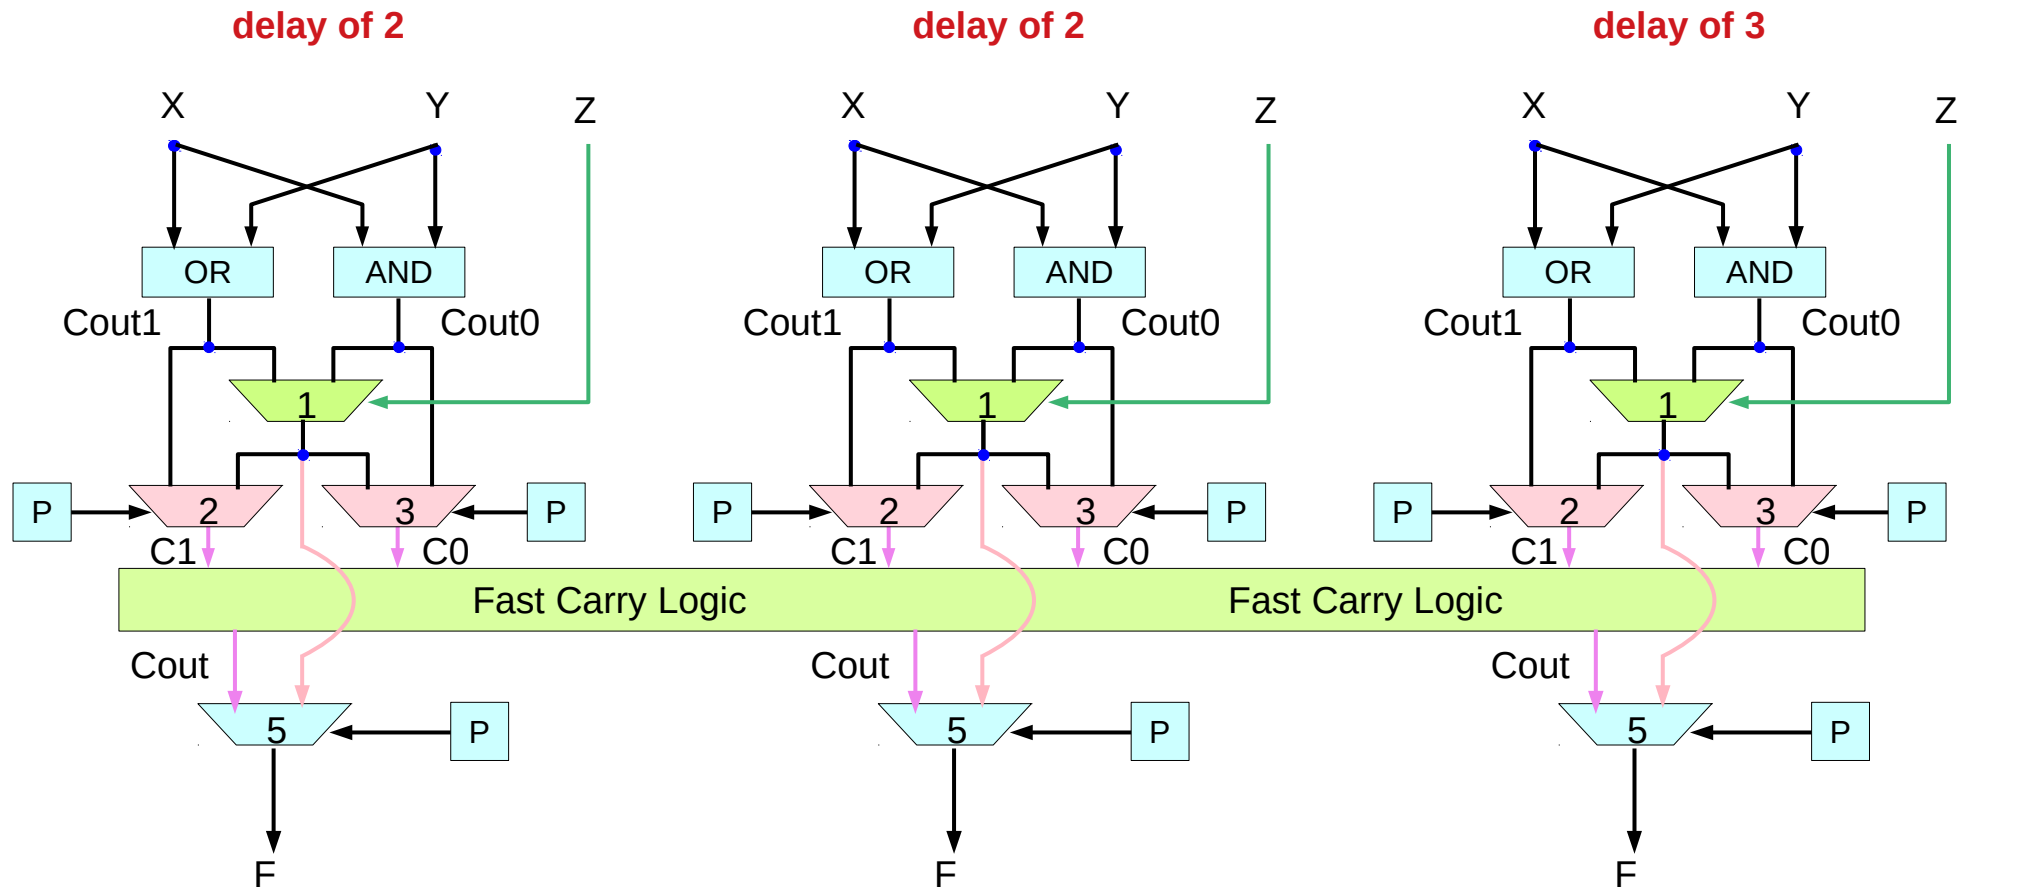 delay of 2 delay of 2 delay of 3
X Y Z X Y Z X Y Z
OR AND OR AND OR AND
Cout1 Cout0 Cout1 Cout0 Cout1 Cout0
1 1 1
P 2 3 P P 2 3 P P 2 3 P
C1 C0 C1 C0 C1 C0
Fast Carry Logic Fast Carry Logic
Cout Cout Cout
5 P 5 P 5 P
F F F